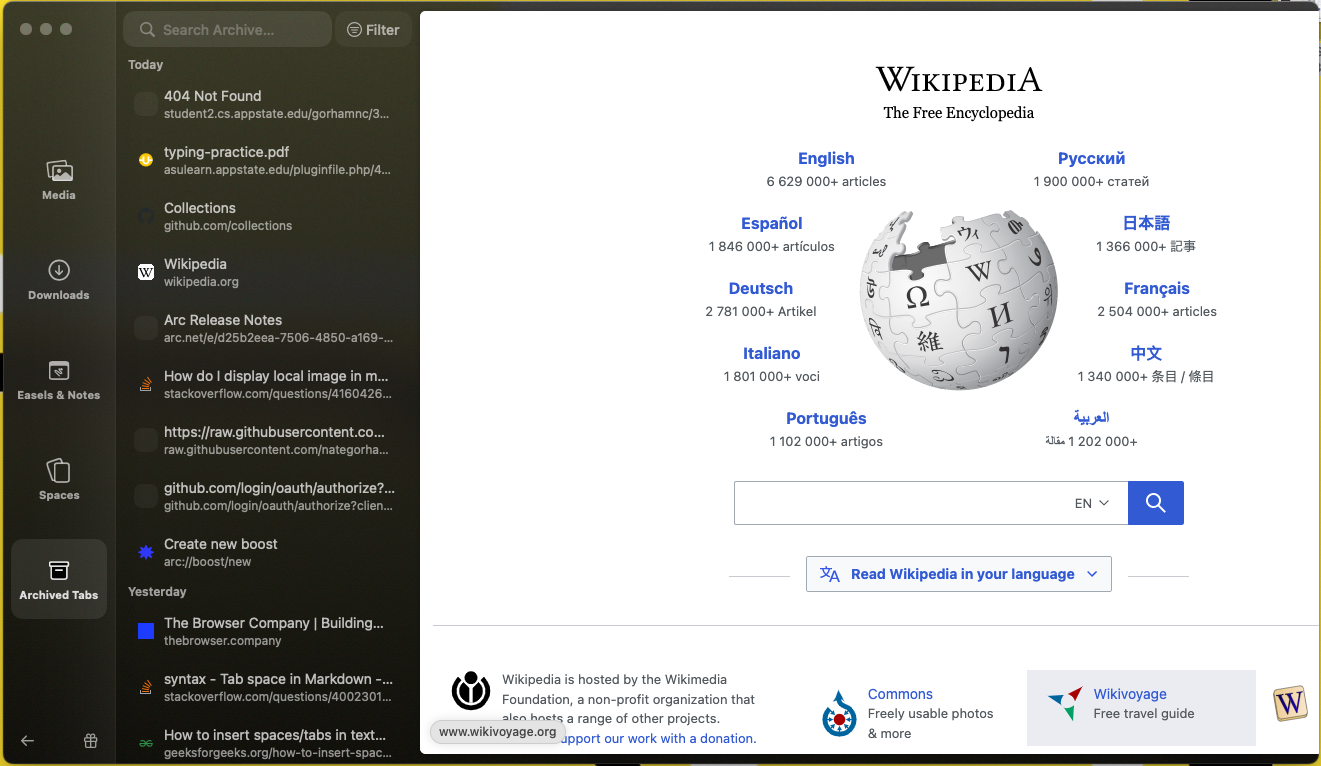 Search Archive...
Filter
Today
404 Not Found
student2.cs.appstate.edu/gorhamnc/3...
typing-practice.pdf
asulearn.appstate.edu/pluginfile.php/4...
Collections
github.com/collections
Wikipedia
wikipedia.org
Arc Release Notes
arc.net/e/d25b2eea-7506-4850-a169-...
How do I display local image in m...
stackoverflow.com/questions/4160426...
https://raw.githubusercontent.co...
raw.githubusercontent.com/nategorha...
github.com/login/oauth/authorize?...
github.com/login/oauth/authorize?clien...
Create new boost
arc://boost/new
Yesterday
The Browser Company | Building...
thebrowser.company
syntax - Tab space in Markdown -...
stackoverflow.com/questions/4002301...
How to insert spaces/tabs in text...
geeksforgeeks.org/how-to-insert-spac...
Media
Downloads
Easels & Notes
Spaces
Archived Tabs
WIKIPEDIA
The Free Encyclopedia
English
6 629 000+ articles
Русский
1 900 000+ статей
Español
1 846 000+ artículos
日本語
1 366 000+ 記事
Deutsch
2 781 000+ Artikel
Français
2 504 000+ articles
Italiano
1 801 000+ voci
中文
1 340 000+ 条目 / 條目
Português
1 102 000+ artigos
العربية
1 202 000+ مقالة
Ω W И 維 ウィ
EN
Read Wikipedia in your language
Wikipedia is hosted by the Wikimedia
Foundation, a non-profit organization that
also hosts a range of other projects.
upport our work with a donation.
www.wikivoyage.org
Commons
Freely usable photos
& more
Wikivoyage
Free travel guide
W